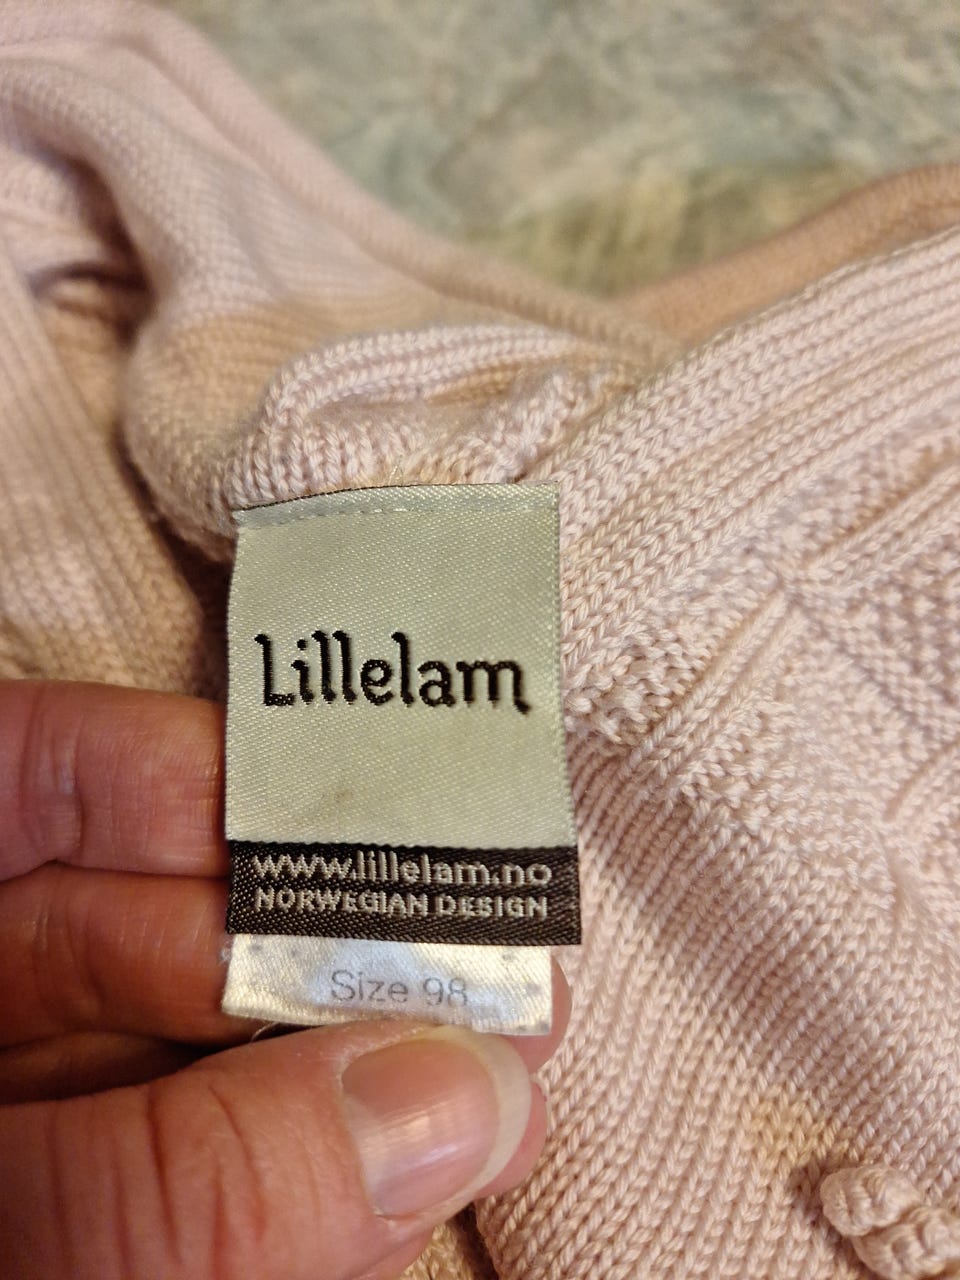 Lillelam
www.lillelam.no
NORWEGIAN DESIGN
Size 98